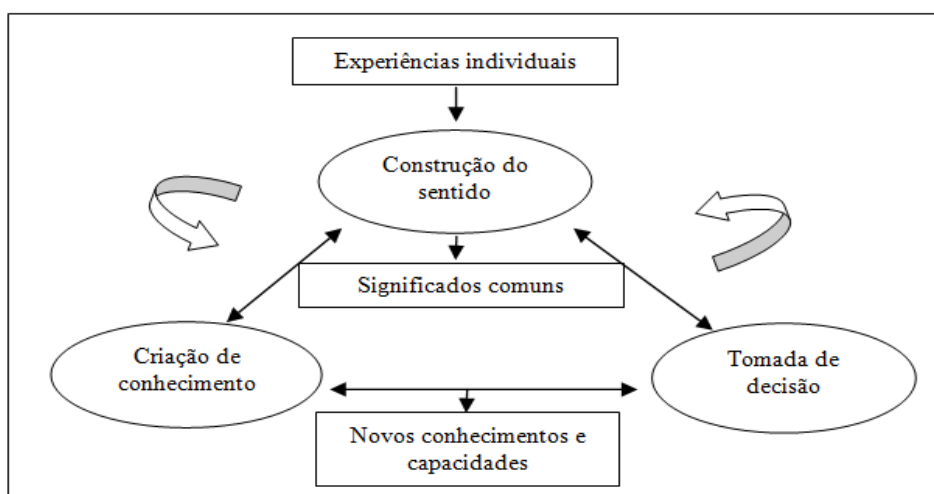 Experiências individuais
Construção do
sentido
Significados comuns
Criação de
conhecimento
Tomada de
decisão
Novos conhecimentos e
capacidades